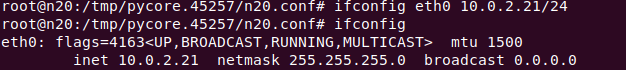 root@n20:/tmp/pycore.45257/n20.conf# ifconfig eth0 10.0.2.21/24
root@n20:/tmp/pycore.45257/n20.conf# ifconfig
eth0: flags=4163<UP,BROADCAST,RUNNING,MULTICAST>  mtu 1500
        inet 10.0.2.21  netmask 255.255.255.0  broadcast 0.0.0.0